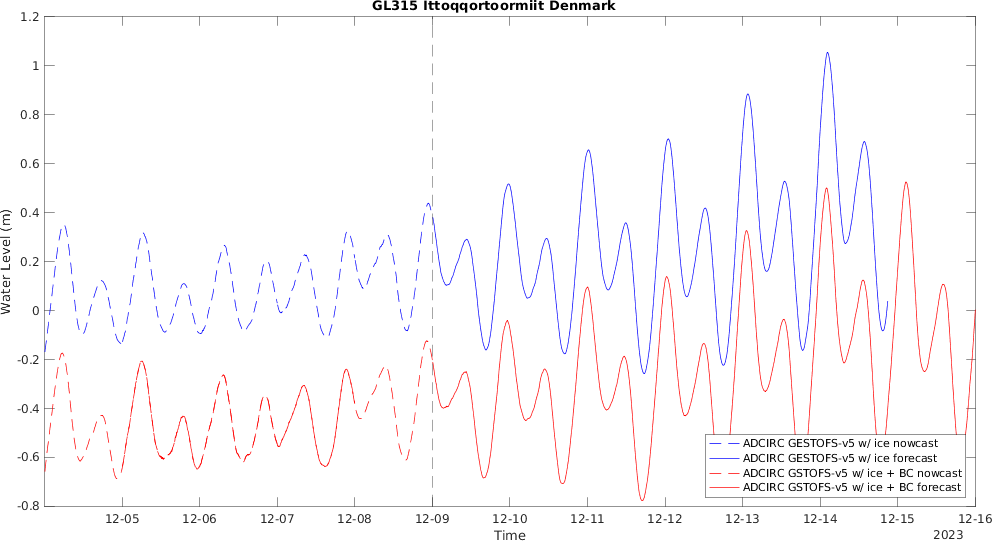 GL315 Ittoqqortoormiit Denmark
1.2
1
0.8
0.6
0.4
0.2
0
-0.2
-0.4
-0.6
-0.8
Water Level (m)
ADCIRC GESTOFS-v5 w/ ice nowcast
ADCIRC GESTOFS-v5 w/ ice forecast
ADCIRC GSTOFS-v5 w/ ice + BC nowcast
ADCIRC GSTOFS-v5 w/ ice + BC forecast
12-05 12-06 12-07 12-08 12-09 12-10 12-11 12-12 12-13 12-14 12-15 12-16
Time
2023